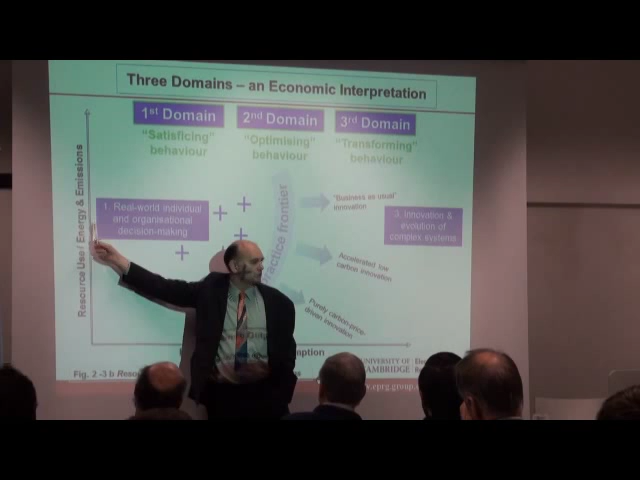 Three Domains – an Economic Interpretation
1st Domain
2nd Domain
3rd Domain
"Satisficing"
behaviour
"Optimising"
behaviour
"Transforming"
behaviour
Resource Use / Energy & Emissions
1. Real-world individual
and organisational
decision-making
practice frontier
"Business as usual"
innovation
3. Innovation &
evolution of
complex systems
Accelerated low
carbon innovation
Purely carbon-price-
driven innovation
Fig. 2 -3 b
UNIVERSITY OF
CAMBRIDGE
www.eprg.group